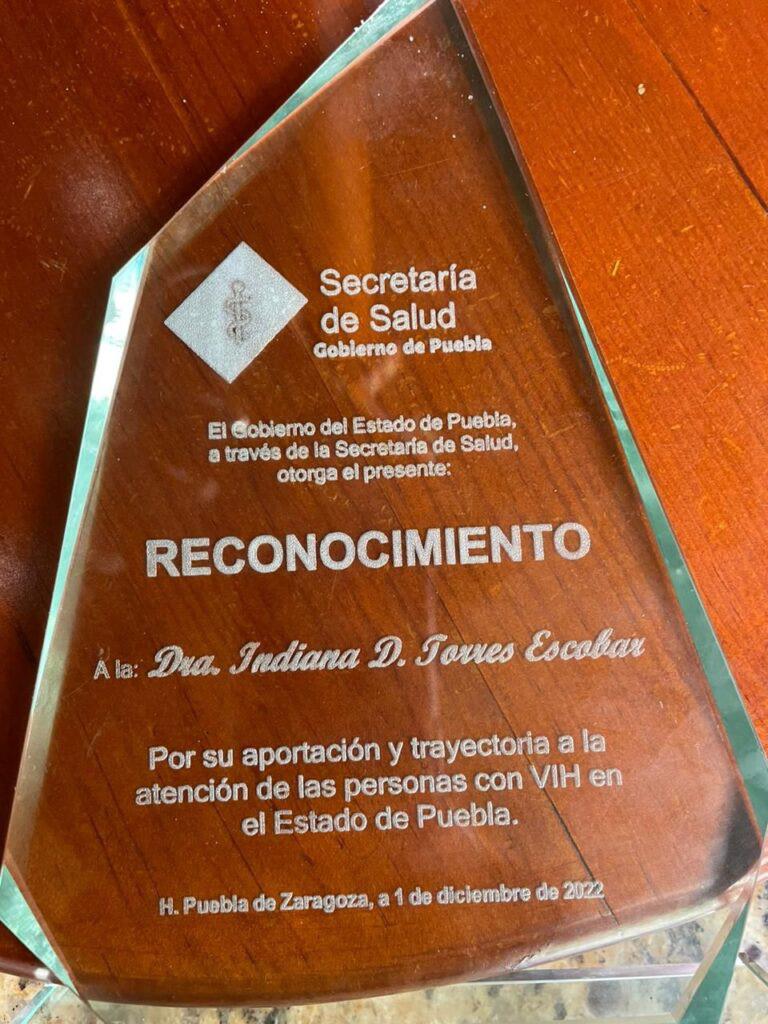 Secretaría
de Salud
Gobierno de Puebla
El Gobierno del Estado de Puebla,
a través de la Secretaría de Salud,
otorga el presente:
RECONOCIMIENTO
A la: Dra. Indiana D. Torres Escobar
Por su aportación y trayectoria a la
atención de las personas con VIH en
el Estado de Puebla.
H. Puebla de Zaragoza, a 1 de diciembre de 2022